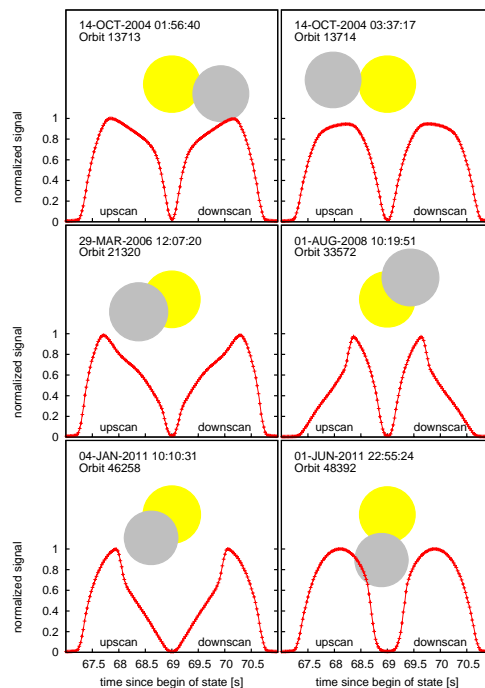 14-OCT-2004 01:56:40
Orbit 13713
14-OCT-2004 03:37:17
Orbit 13714
normalized signal
1
0.8
0.6
0.4
0.2
0
upscan
downscan
upscan
downscan
29-MAR-2006 12:07:20
Orbit 21320
01-AUG-2008 10:19:51
Orbit 33572
normalized signal
1
0.8
0.6
0.4
0.2
0
upscan
downscan
upscan
downscan
04-JAN-2011 10:10:31
Orbit 46258
01-JUN-2011 22:55:24
Orbit 48392
normalized signal
1
0.8
0.6
0.4
0.2
0
upscan
downscan
upscan
downscan
67.5 68 68.5 69 69.5 70 70.5
67.5 68 68.5 69 69.5 70 70.5
time since begin of state [s]
time since begin of state [s]